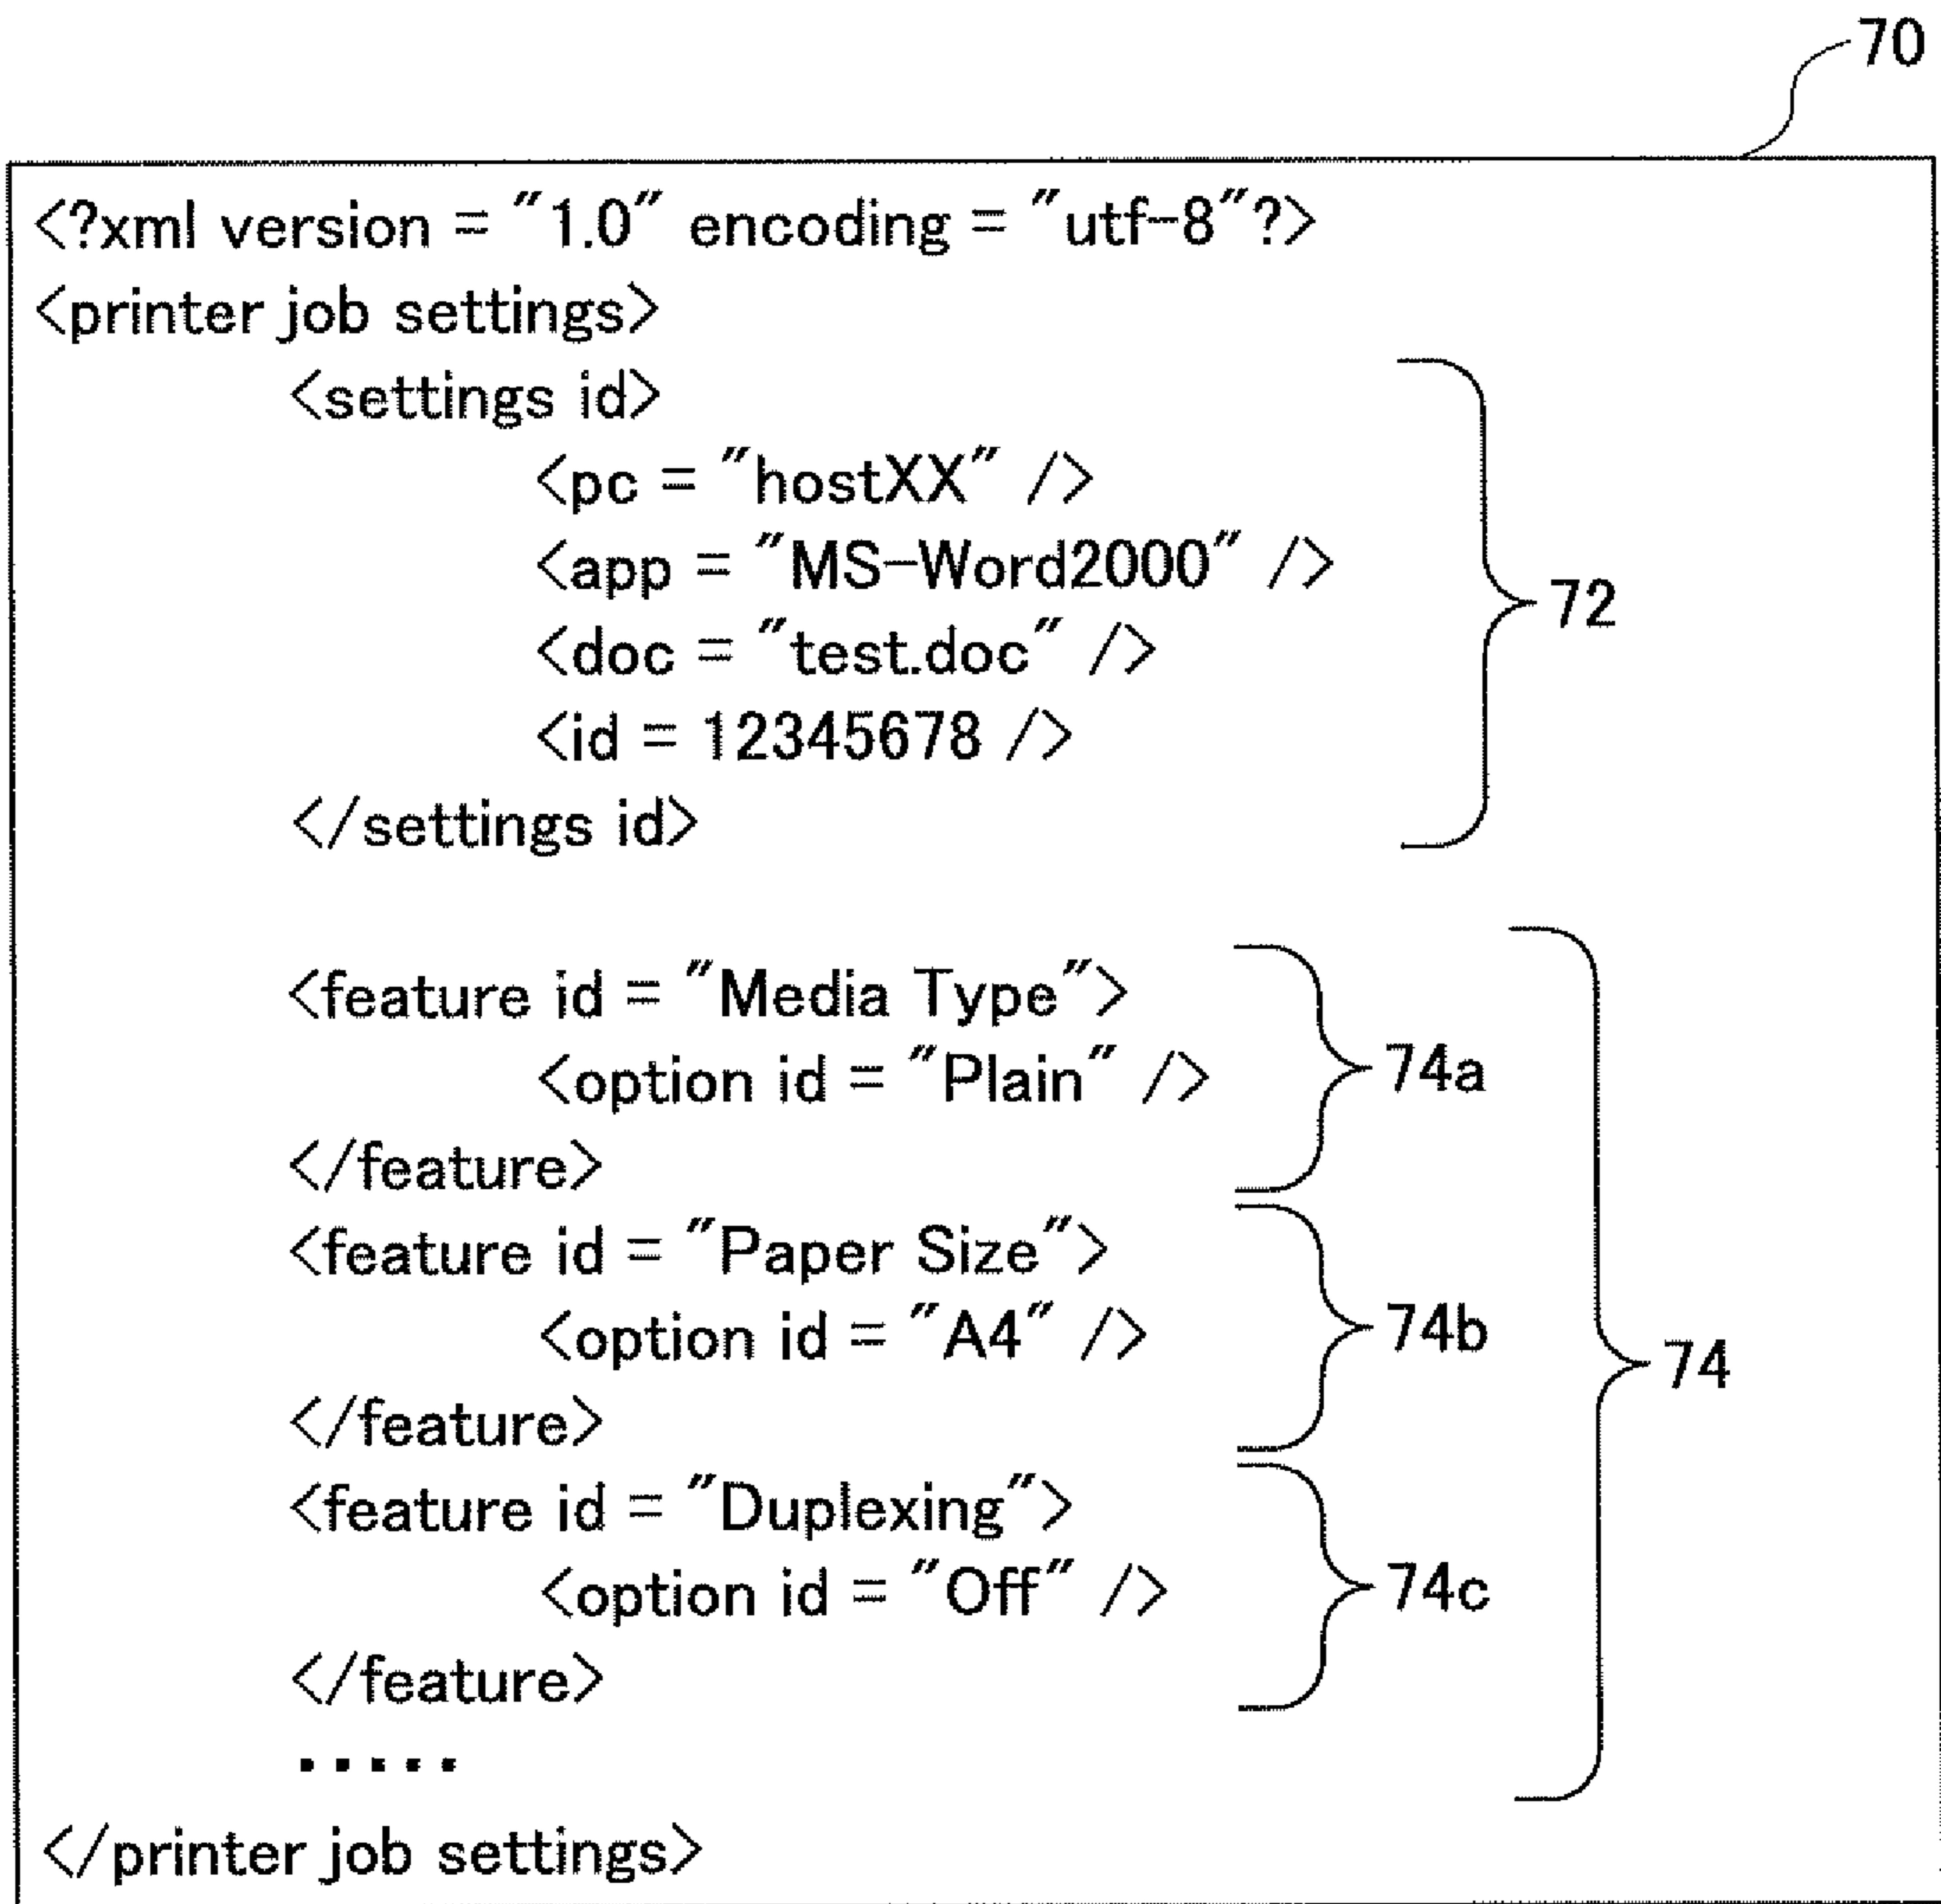 70
<?xml version = "1.0" encoding = "utf-8"?>
<printer job settings>
<settings id>
<pc = "hostXX" />
<app = "MS-Word2000" />
<doc = "test.doc" />
<id = 12345678 />
</settings id>
72
<feature id = "Media Type">
<option id = "Plain" />
</feature>
74a
<feature id = "Paper Size">
<option id = "A4" />
</feature>
74b
<feature id = "Duplexing">
<option id = "Off" />
</feature>
74c
74
.....
</printer job settings>